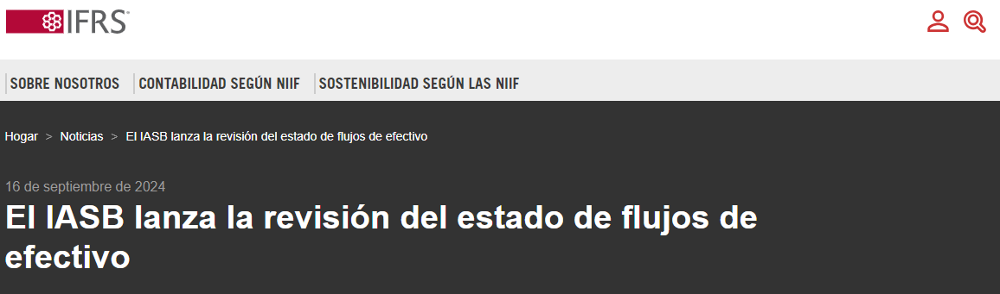 IFRS
SOBRE NOSOTROS CONTABILIDAD SEGÚN NIIF SOSTENIBILIDAD SEGÚN LAS NIIF
Hogar > Noticias > El IASB lanza la revisión del estado de flujos de efectivo
16 de septiembre de 2024
El IASB lanza la revisión del estado de flujos de
efectivo